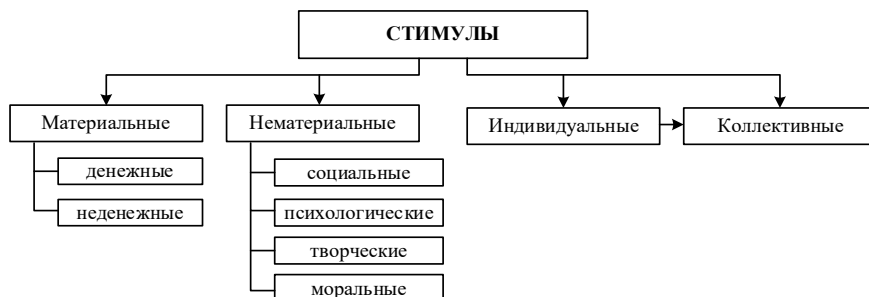 СТИМУЛЫ
Материальные
Нематериальные
Индивидуальные
Коллективные
денежные
неденежные
социальные
психологические
творческие
моральные